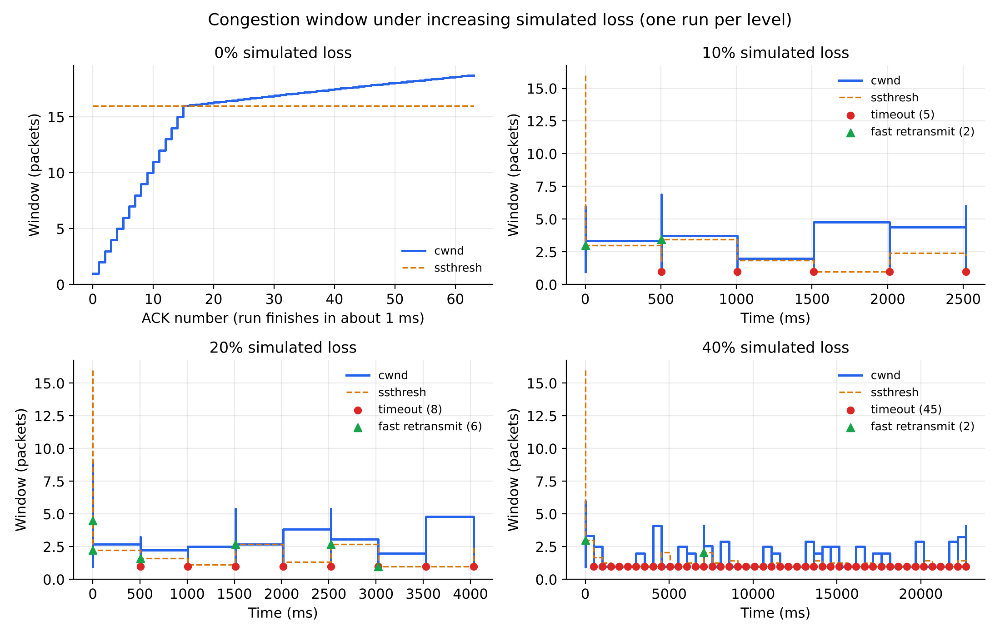 Congestion window under increasing simulated loss (one run per level)
0% simulated loss
Window (packets)
15
10
5
0
cwnd
ssthresh
0 10 20 30 40 50 60
ACK number (run finishes in about 1 ms)
10% simulated loss
Window (packets)
15.0
12.5
10.0
7.5
5.0
2.5
0.0
cwnd
ssthresh
timeout (5)
fast retransmit (2)
0 500 1000 1500 2000 2500
Time (ms)
20% simulated loss
Window (packets)
15.0
12.5
10.0
7.5
5.0
2.5
0.0
cwnd
ssthresh
timeout (8)
fast retransmit (6)
0 500 1000 1500 2000 2500 3000 3500 4000
Time (ms)
40% simulated loss
Window (packets)
15.0
12.5
10.0
7.5
5.0
2.5
0.0
cwnd
ssthresh
timeout (45)
fast retransmit (2)
0 5000 10000 15000 20000
Time (ms)